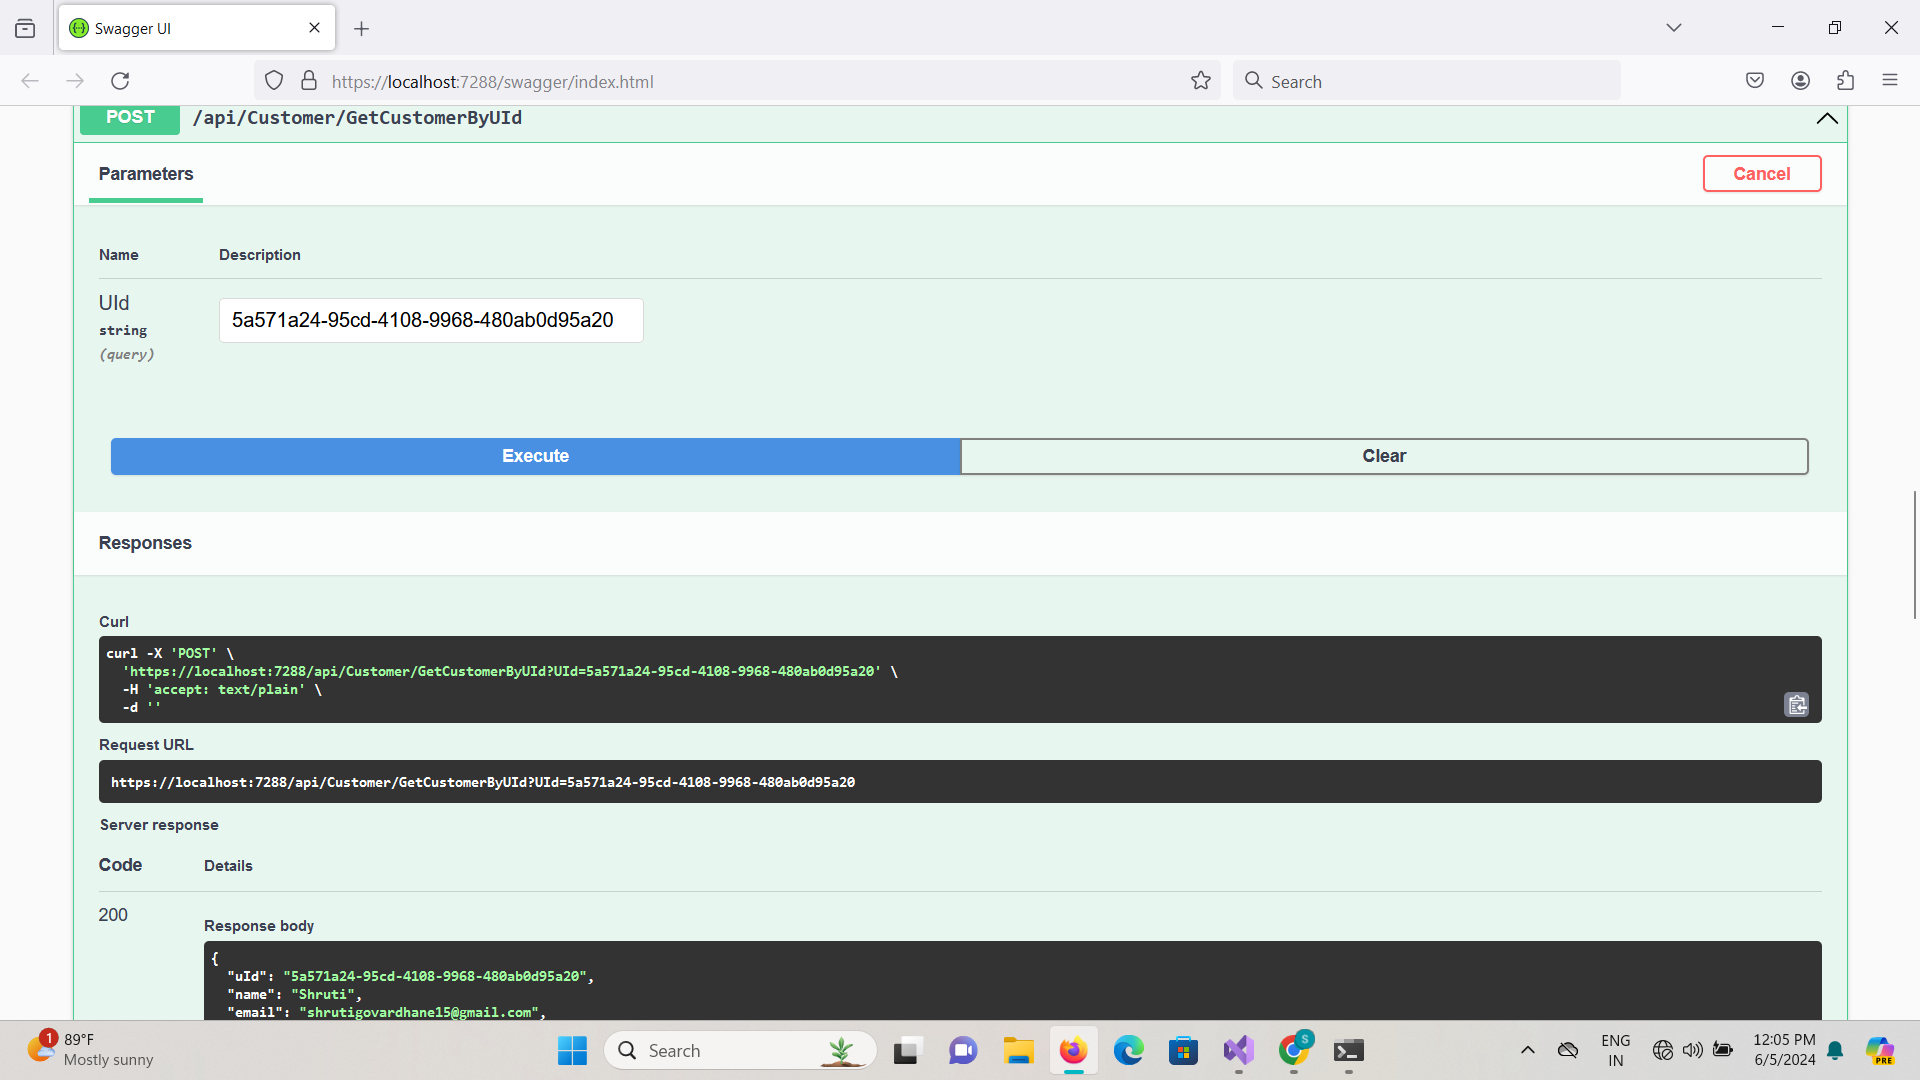 Swagger UI
https://localhost:7288/swagger/index.html
Search
POST /api/Customer/GetCustomerByUId
Parameters
Cancel
Name Description
UId
string
(query)
5a571a24-95cd-4108-9968-480ab0d95a20
Execute Clear
Responses
Curl
curl -X 'POST' \
'https://localhost:7288/api/Customer/GetCustomerByUId?UId=5a571a24-95cd-4108-9968-480ab0d95a20' \
-H 'accept: text/plain' \
-d ''
Request URL
https://localhost:7288/api/Customer/GetCustomerByUId?UId=5a571a24-95cd-4108-9968-480ab0d95a20
Server response
Code Details
200
Response body
{
"uId": "5a571a24-95cd-4108-9968-480ab0d95a20",
"name": "Shruti",
"email": "shrutigovardhane15@gmail.com",
1
89°F
Mostly sunny
Search
S
ENG
IN
12:05 PM
6/5/2024
PRE